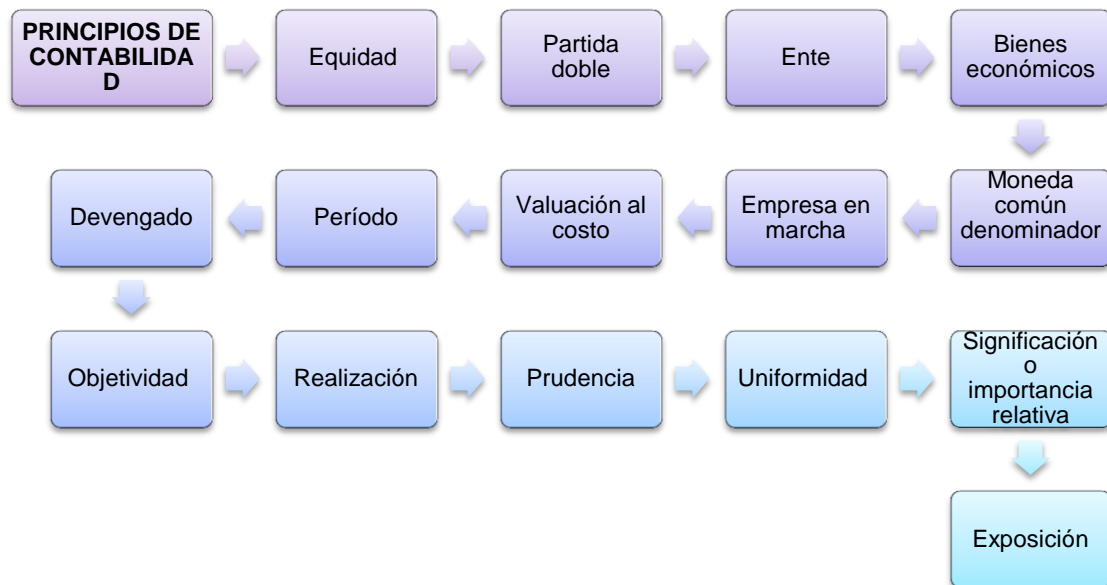 PRINCIPIOS DE
CONTABILIDA
D
Equidad
Partida
doble
Ente
Bienes
económicos
Moneda
común
denominador
Empresa en
marcha
Valuación al
costo
Período
Devengado
Objetividad
Realización
Prudencia
Uniformidad
Significación
o
importancia
relativa
Exposición